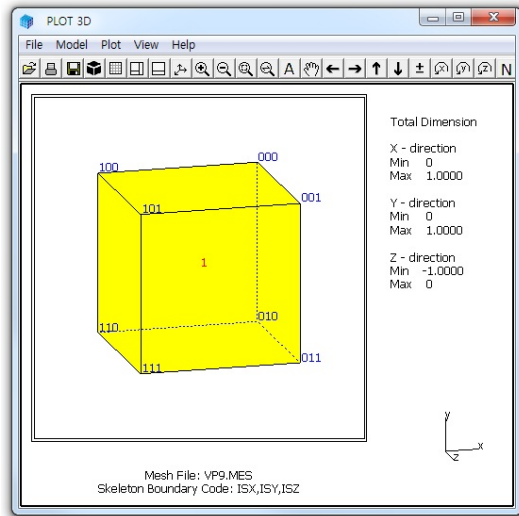 PLOT 3D
File Model Plot View Help
A ± x y z N
Total Dimension
X - direction
Min 0
Max 1.0000
Y - direction
Min 0
Max 1.0000
Z - direction
Min -1.0000
Max 0
000
100
001
101
1
010
110
011
111
y
x
z
Mesh File: VP9.MES
Skeleton Boundary Code: ISX,ISY,ISZ